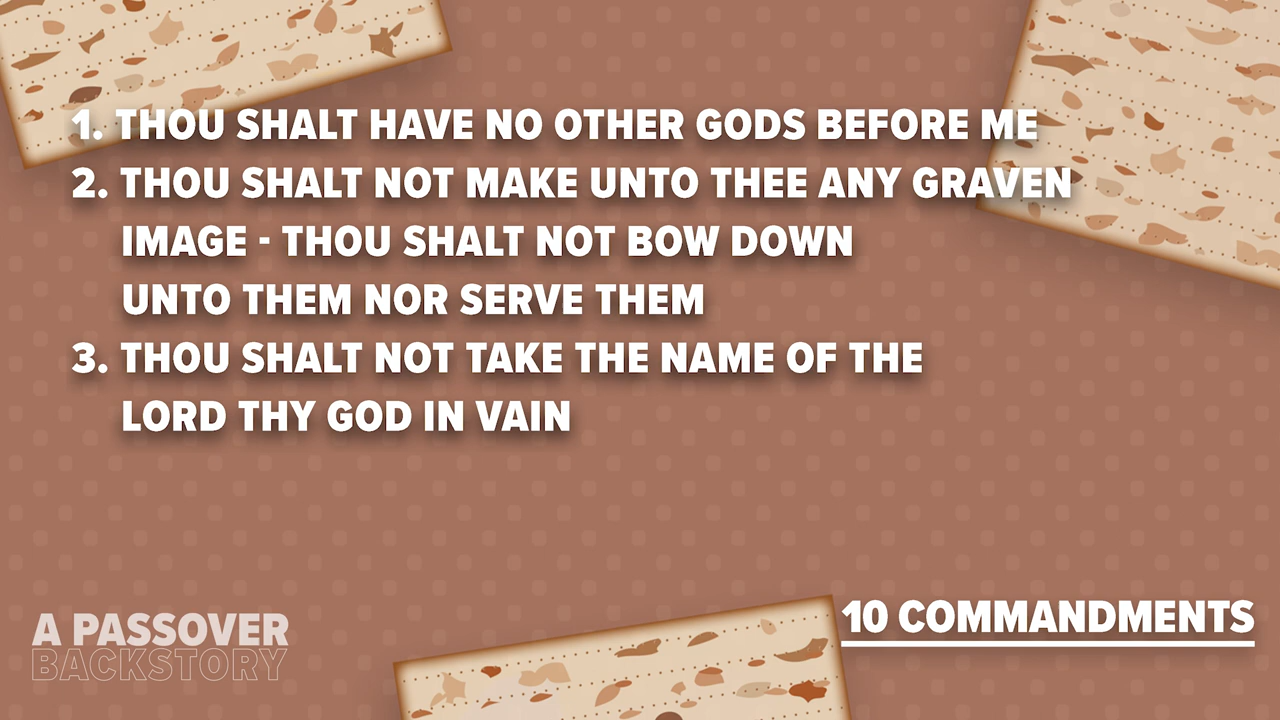 1. THOU SHALT HAVE NO OTHER GODS BEFORE ME
2. THOU SHALT NOT MAKE UNTO THEE ANY GRAVEN
IMAGE - THOU SHALT NOT BOW DOWN
UNTO THEM NOR SERVE THEM
3. THOU SHALT NOT TAKE THE NAME OF THE
LORD THY GOD IN VAIN
10 COMMANDMENTS
A PASSOVER
BACKSTORY